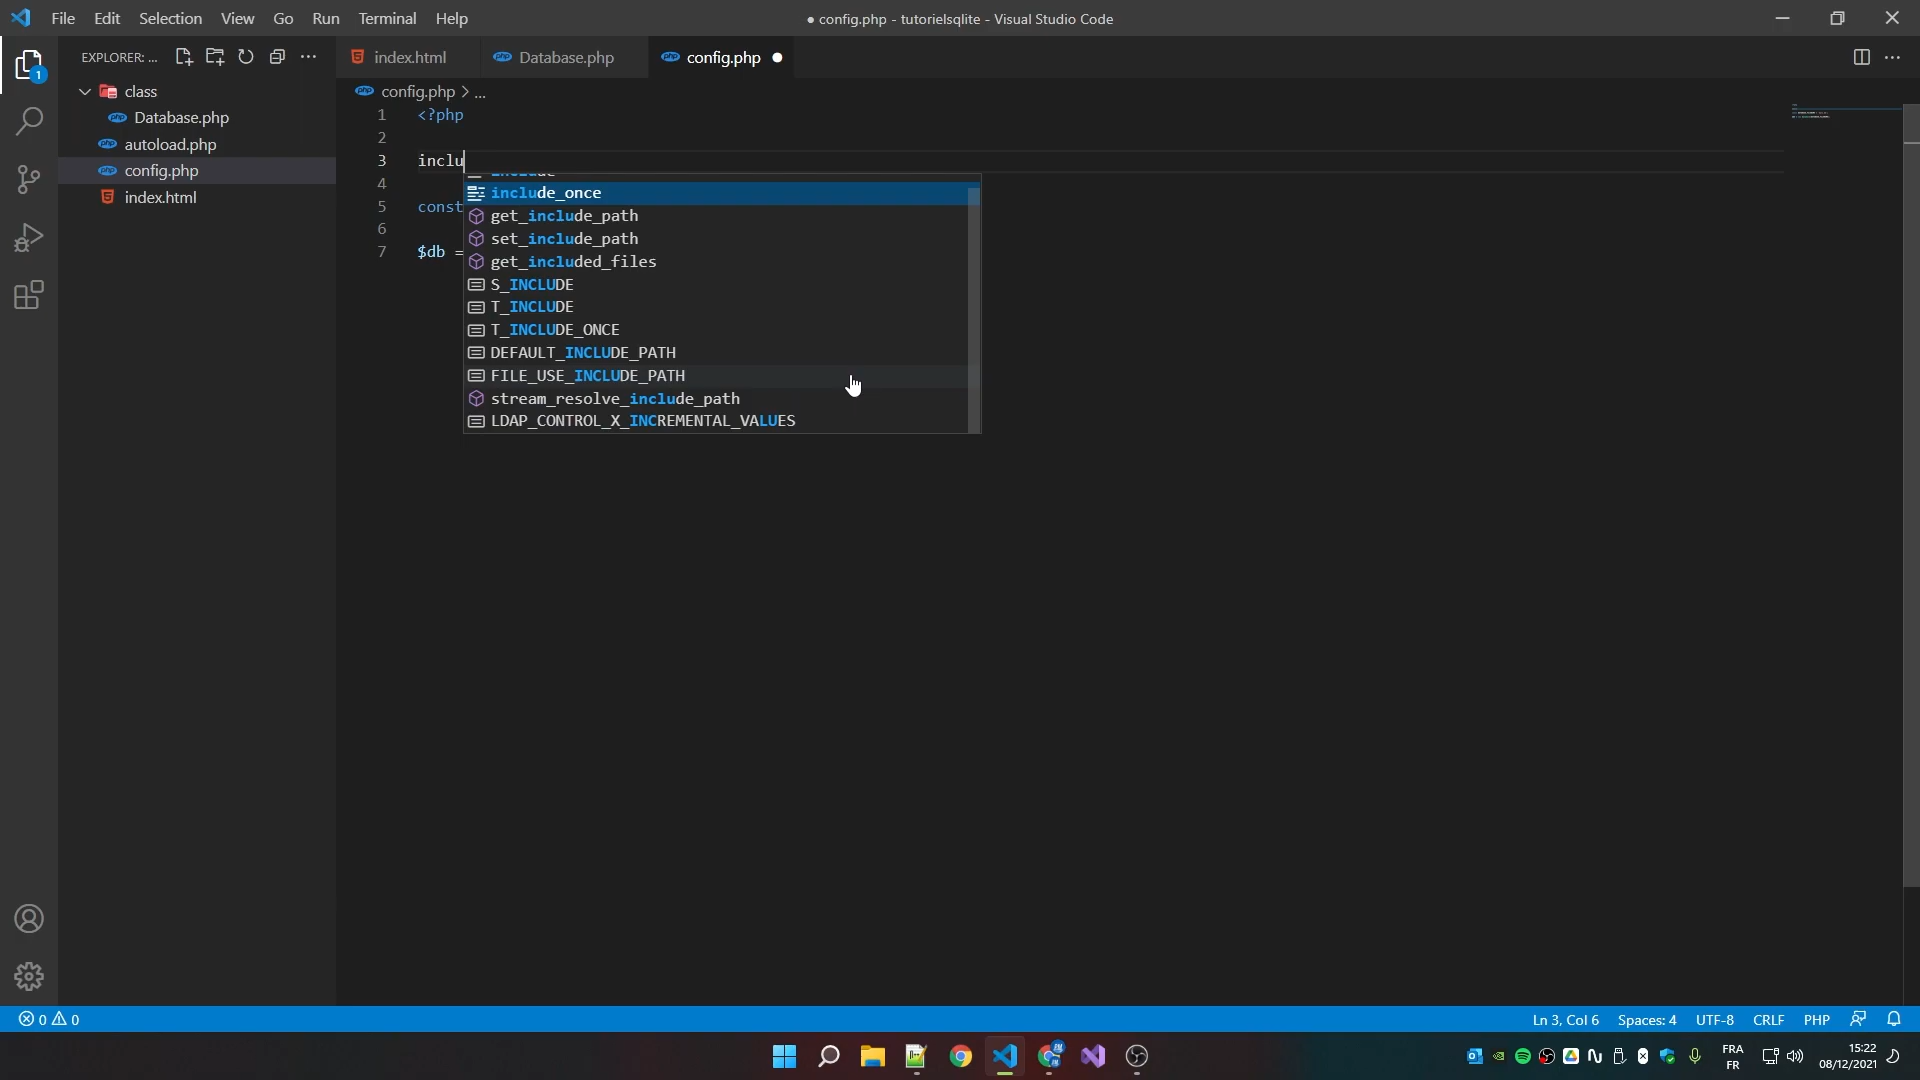 File Edit Selection View Go Run Terminal Help
● config.php - tutorielsqlite - Visual Studio Code
EXPLORER: ...
index.html
Database.php
config.php
class
Database.php
autoload.php
config.php
index.html
config.php > ...
1 <?php
2
3 inclu
4
5 const
6
7 $db =
include
include_once
get_include_path
set_include_path
get_included_files
S_INCLUDE
T_INCLUDE
T_INCLUDE_ONCE
DEFAULT_INCLUDE_PATH
FILE_USE_INCLUDE_PATH
stream_resolve_include_path
LDAP_CONTROL_X_INCREMENTAL_VALUES
1
0 0
Ln 3, Col 6 Spaces: 4 UTF-8 CRLF PHP
FRA
FR
15:22
08/12/2021